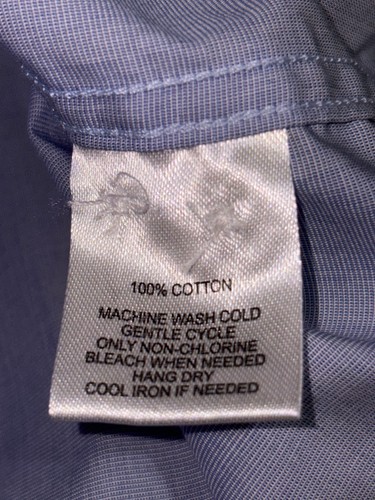 100% COTTON
MACHINE WASH COLD
GENTLE CYCLE
ONLY NON-CHLORINE
BLEACH WHEN NEEDED
HANG DRY
COOL IRON IF NEEDED